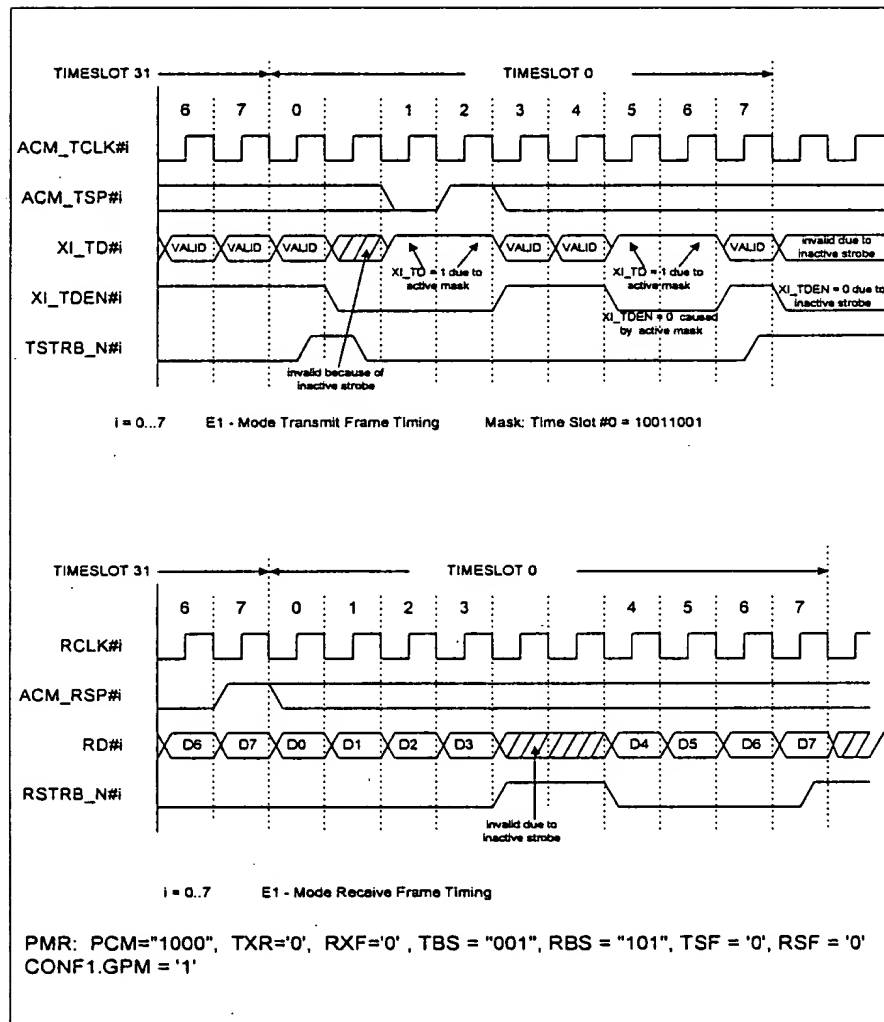 TIMESLOT 31 TIMESLOT 0
6 7 0 1 2 3 4 5 6 7
ACM_TCLK#i
ACM_TSP#i
XI_TD#i VALID VALID VALID VALID VALID VALID invalid due to inactive strobe
XI_TD = 1 due to active mask
XI_TD = 1 due to active mask
XI_TDEN#i XI_TDEN = 0 due to inactive strobe
XI_TDEN = 0 caused by active mask
TSTRB_N#i
invalid because of inactive strobe
i = 0...7 E1 - Mode Transmit Frame Timing Mask: Time Slot #0 = 10011001
TIMESLOT 31 TIMESLOT 0
6 7 0 1 2 3 4 5 6 7
RCLK#i
ACM_RSP#i
RD#i D6 D7 D0 D1 D2 D3 D4 D5 D6 D7
RSTRB_N#i
invalid due to inactive strobe
i = 0..7 E1 - Mode Receive Frame Timing
PMR: PCM="1000", TXR='0', RXF='0' , TBS = "001", RBS = "101", TSF = '0', RSF = '0'
CONF1.GPM = '1'